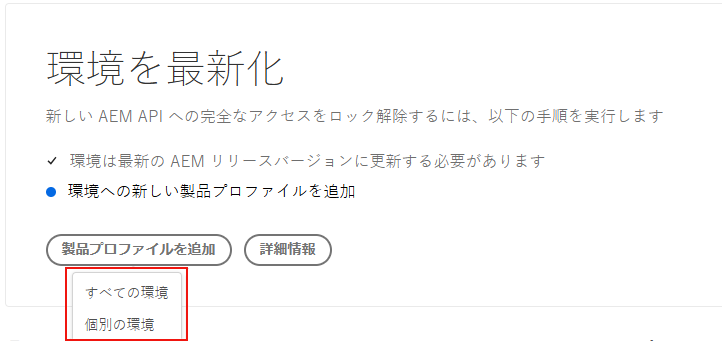 環境を最新化
新しい AEM API への完全なアクセスをロック解除するには、以下の手順を実行します
環境は最新の AEM リリースバージョンに更新する必要があります
環境への新しい製品プロファイルを追加
製品プロファイルを追加 詳細情報
すべての環境
個別の環境